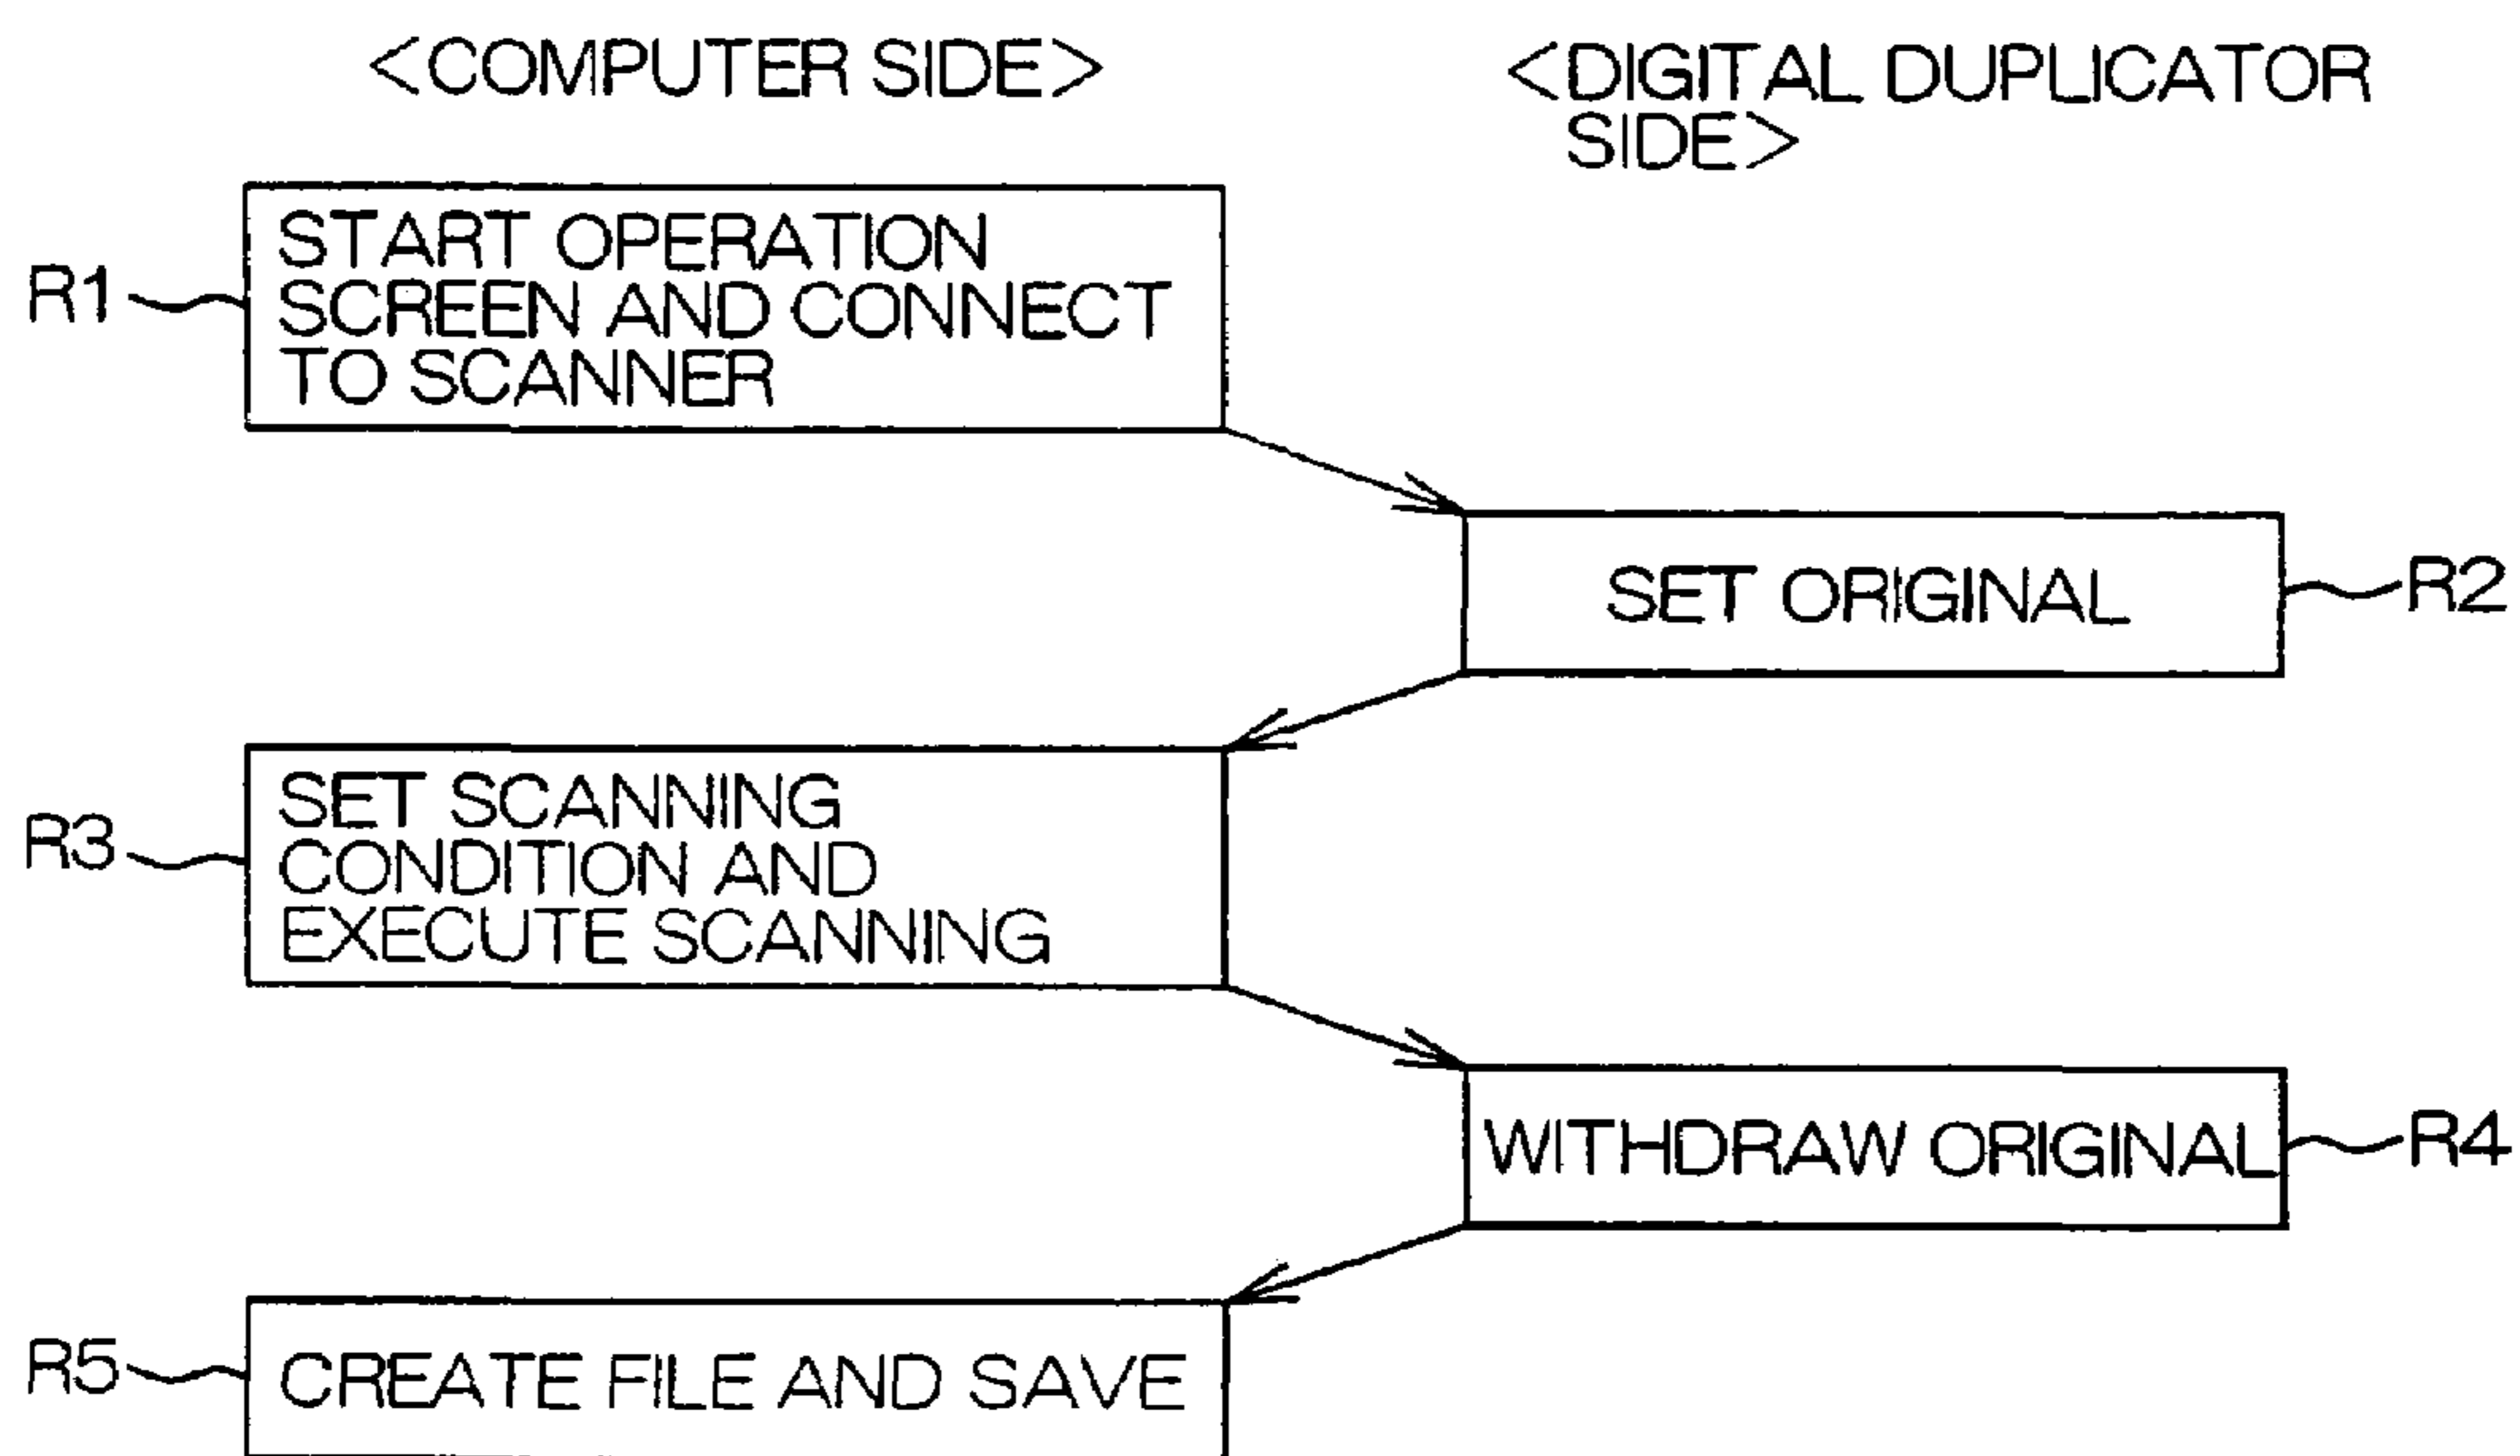 <COMPUTER SIDE>
<DIGITAL DUPLICATOR
SIDE>
R1
START OPERATION
SCREEN AND CONNECT
TO SCANNER
SET ORIGINAL
R2
R3
SET SCANNING
CONDITION AND
EXECUTE SCANNING
WITHDRAW ORIGINAL
R4
R5
CREATE FILE AND SAVE